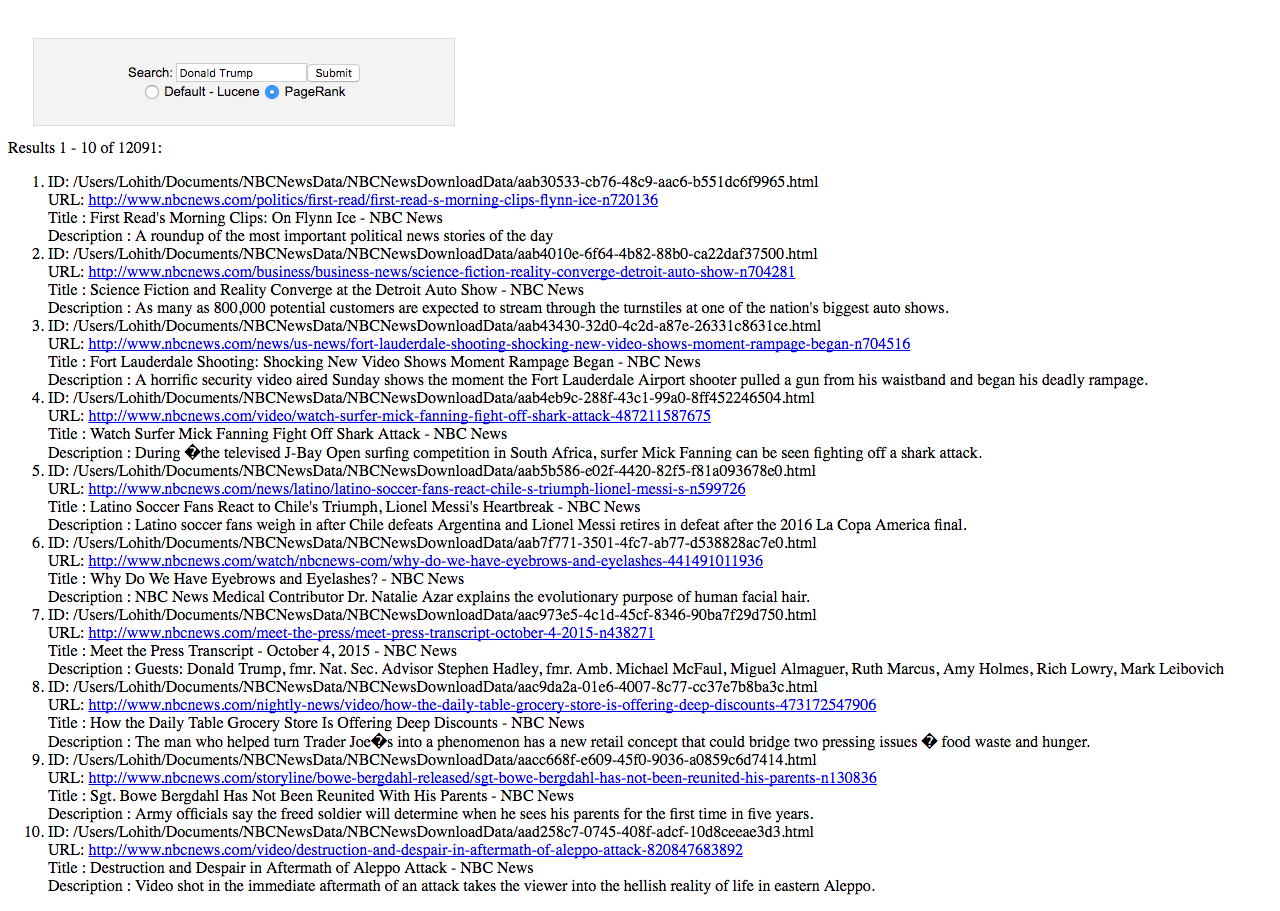 Search: Donald Trump Submit
Default - Lucene PageRank
Results 1 - 10 of 12091:
1. ID: /Users/Lohith/Documents/NBCNewsData/NBCNewsDownloadData/aab30533-cb76-48c9-aac6-b551dc6f9965.html
URL: http://www.nbcnews.com/politics/first-read/first-read-s-morning-clips-flynn-ice-n720136
Title : First Read's Morning Clips: On Flynn Ice - NBC News
Description : A roundup of the most important political news stories of the day
2. ID: /Users/Lohith/Documents/NBCNewsData/NBCNewsDownloadData/aab4010e-6f64-4b82-88b0-ca22daf37500.html
URL: http://www.nbcnews.com/business/business-news/science-fiction-reality-converge-detroit-auto-show-n704281
Title : Science Fiction and Reality Converge at the Detroit Auto Show - NBC News
Description : As many as 800,000 potential customers are expected to stream through the turnstiles at one of the nation's biggest auto shows.
3. ID: /Users/Lohith/Documents/NBCNewsData/NBCNewsDownloadData/aab43430-32d0-4c2d-a87e-26331c8631ce.html
URL: http://www.nbcnews.com/news/us-news/fort-lauderdale-shooting-shocking-new-video-shows-moment-rampage-began-n704516
Title : Fort Lauderdale Shooting: Shocking New Video Shows Moment Rampage Began - NBC News
Description : A horrific security video aired Sunday shows the moment the Fort Lauderdale Airport shooter pulled a gun from his waistband and began his deadly rampage.
4. ID: /Users/Lohith/Documents/NBCNewsData/NBCNewsDownloadData/aab4eb9c-288f-43c1-99a0-8ff452246504.html
URL: http://www.nbcnews.com/video/watch-surfer-mick-fanning-fight-off-shark-attack-487211587675
Title : Watch Surfer Mick Fanning Fight Off Shark Attack - NBC News
Description : During �the televised J-Bay Open surfing competition in South Africa, surfer Mick Fanning can be seen fighting off a shark attack.
5. ID: /Users/Lohith/Documents/NBCNewsData/NBCNewsDownloadData/aab5b586-e02f-4420-82f5-f81a093678e0.html
URL: http://www.nbcnews.com/news/latino/latino-soccer-fans-react-chile-s-triumph-lionel-messi-s-n599726
Title : Latino Soccer Fans React to Chile's Triumph, Lionel Messi's Heartbreak - NBC News
Description : Latino soccer fans weigh in after Chile defeats Argentina and Lionel Messi retires in defeat after the 2016 La Copa America final.
6. ID: /Users/Lohith/Documents/NBCNewsData/NBCNewsDownloadData/aab7f771-3501-4fc7-ab77-d538828ac7e0.html
URL: http://www.nbcnews.com/watch/nbcnews-com/why-do-we-have-eyebrows-and-eyelashes-441491011936
Title : Why Do We Have Eyebrows and Eyelashes? - NBC News
Description : NBC News Medical Contributor Dr. Natalie Azar explains the evolutionary purpose of human facial hair.
7. ID: /Users/Lohith/Documents/NBCNewsData/NBCNewsDownloadData/aac973e5-4c1d-45cf-8346-90ba7f29d750.html
URL: http://www.nbcnews.com/meet-the-press/meet-press-transcript-october-4-2015-n438271
Title : Meet the Press Transcript - October 4, 2015 - NBC News
Description : Guests: Donald Trump, fmr. Nat. Sec. Advisor Stephen Hadley, fmr. Amb. Michael McFaul, Miguel Almaguer, Ruth Marcus, Amy Holmes, Rich Lowry, Mark Leibovich
8. ID: /Users/Lohith/Documents/NBCNewsData/NBCNewsDownloadData/aac9da2a-01e6-4007-8c77-cc37e7b8ba3c.html
URL: http://www.nbcnews.com/nightly-news/video/how-the-daily-table-grocery-store-is-offering-deep-discounts-473172547906
Title : How the Daily Table Grocery Store Is Offering Deep Discounts - NBC News
Description : The man who helped turn Trader Joe�s into a phenomenon has a new retail concept that could bridge two pressing issues � food waste and hunger.
9. ID: /Users/Lohith/Documents/NBCNewsData/NBCNewsDownloadData/aacc668f-e609-45f0-9036-a0859c6d7414.html
URL: http://www.nbcnews.com/storyline/bowe-bergdahl-released/sgt-bowe-bergdahl-has-not-been-reunited-his-parents-n130836
Title : Sgt. Bowe Bergdahl Has Not Been Reunited With His Parents - NBC News
Description : Army officials say the freed soldier will determine when he sees his parents for the first time in five years.
10. ID: /Users/Lohith/Documents/NBCNewsData/NBCNewsDownloadData/aad258c7-0745-408f-adcf-10d8ceeae3d3.html
URL: http://www.nbcnews.com/video/destruction-and-despair-in-aftermath-of-aleppo-attack-820847683892
Title : Destruction and Despair in Aftermath of Aleppo Attack - NBC News
Description : Video shot in the immediate aftermath of an attack takes the viewer into the hellish reality of life in eastern Aleppo.